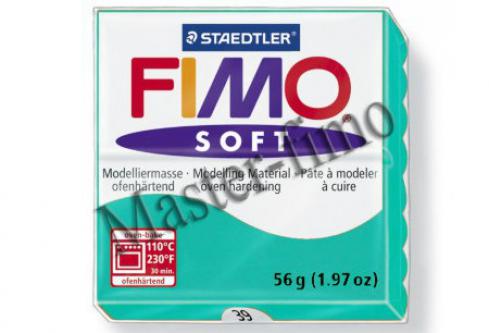 STAEDTLER
FIMO®
SOFT
Modelliermasse · Modelling Material · Pâte à modeler
ofenhärtend oven hardening à cuire
Master-fimo
oven-bake
110°C
230°F
30 min.
ofenhärtend
56 g (1.97 oz)
39